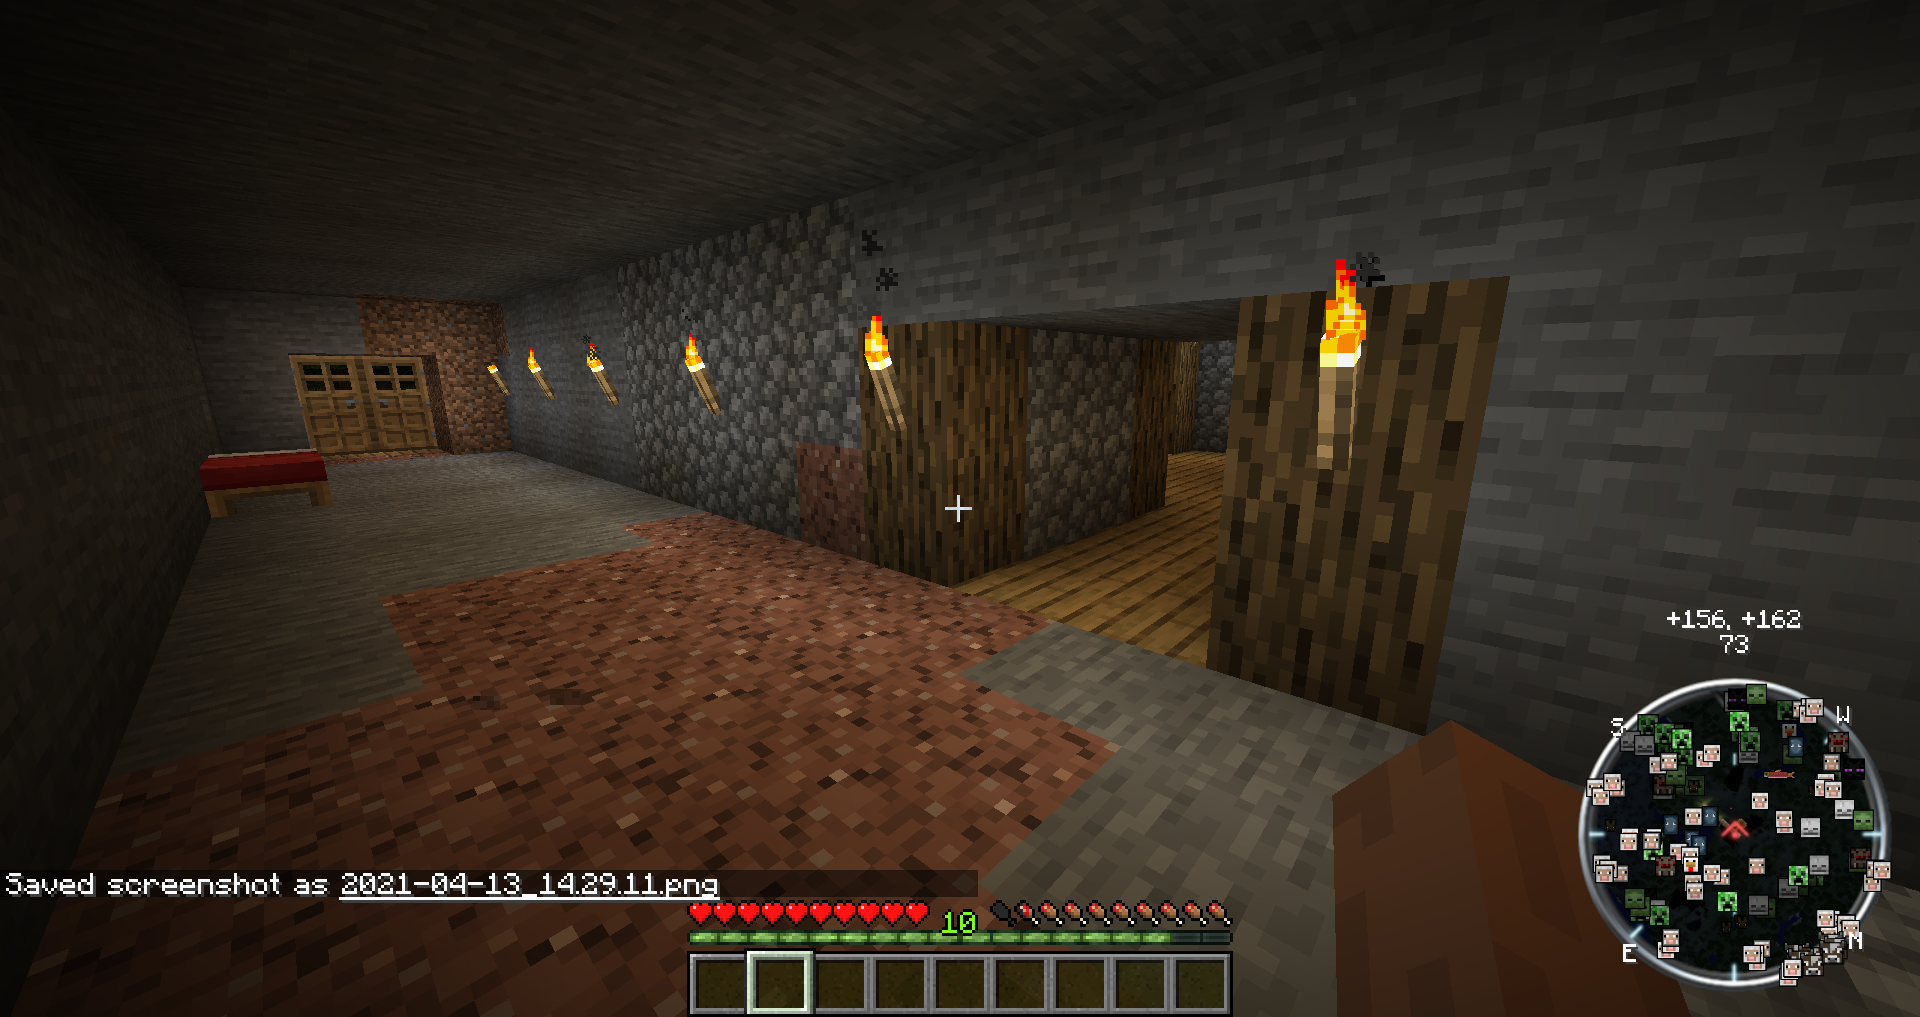 +156, +162
73
S
W
Saved screenshot as 2021-04-13_14.29.11.png
10
E
N